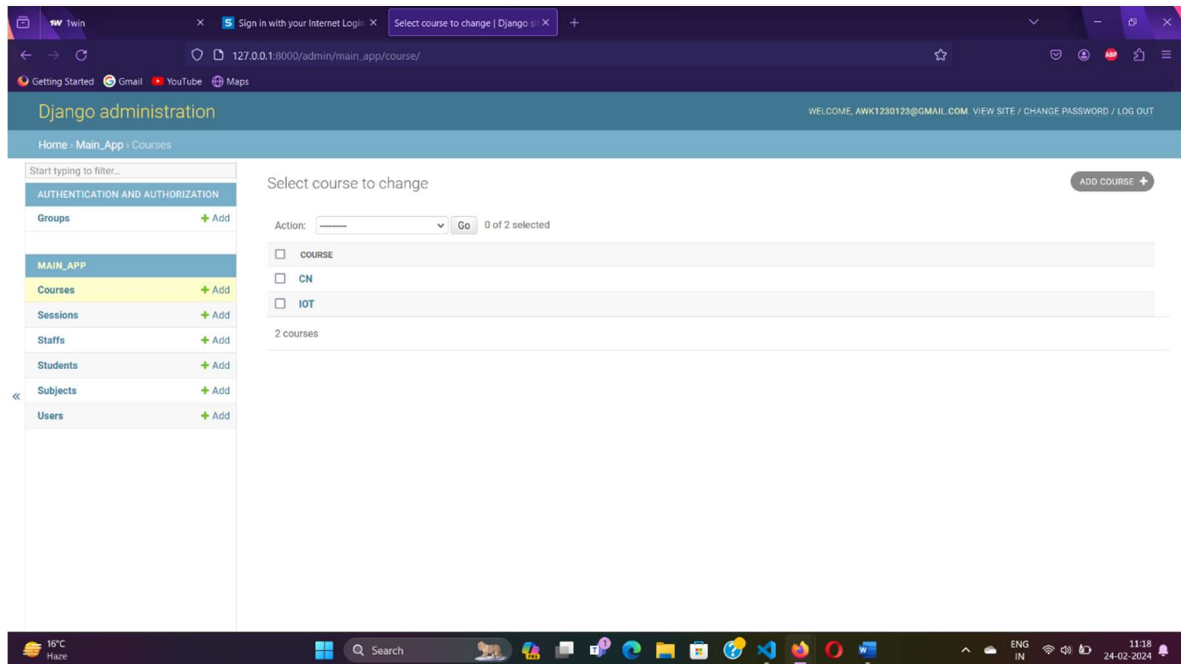 1win
Sign in with your Internet Login
Select course to change | Django si
127.0.0.1:8000/admin/main_app/course/
ABP
Getting Started Gmail YouTube Maps
Django administration
WELCOME, AWK1230123@GMAIL.COM. VIEW SITE / CHANGE PASSWORD / LOG OUT
Home › Main_App › Courses
Start typing to filter...
AUTHENTICATION AND AUTHORIZATION
Groups + Add
MAIN_APP
Courses + Add
Sessions + Add
Staffs + Add
Students + Add
Subjects + Add
Users + Add
Select course to change
ADD COURSE +
Action: --------- Go 0 of 2 selected
COURSE
CN
IOT
2 courses
16°C
Haze
Search
ENG
IN
11:18
24-02-2024